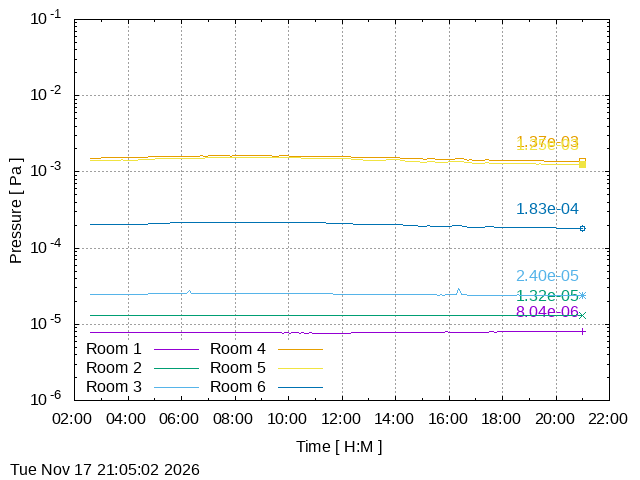 10^-1
10^-2
10^-3
10^-4
10^-5
10^-6
Pressure [ Pa ]
1.37e-03
1.83e-04
2.40e-05
1.32e-05
8.04e-06
Room 1 Room 4
Room 2 Room 5
Room 3 Room 6
02:00 04:00 06:00 08:00 10:00 12:00 14:00 16:00 18:00 20:00 22:00
Time [ H:M ]
Tue Nov 17 21:05:02 2026